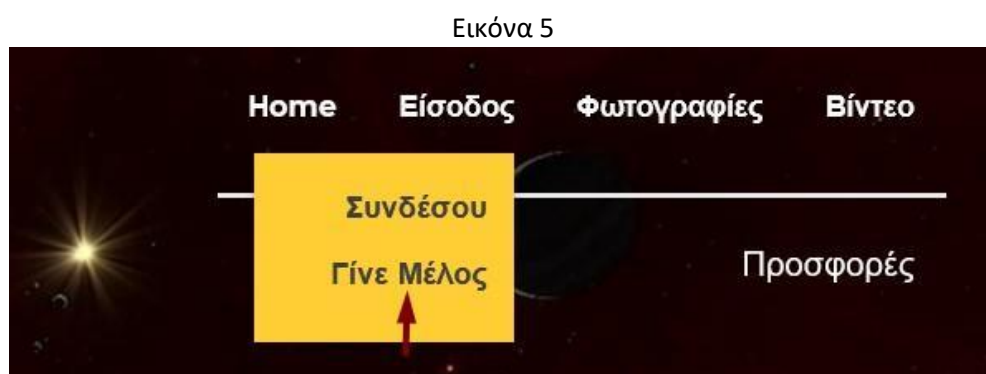 Εικόνα 5
Home Είσοδος Φωτογραφίες Βίντεο
Συνδέσου
Γίνε Μέλος
Προσφορές